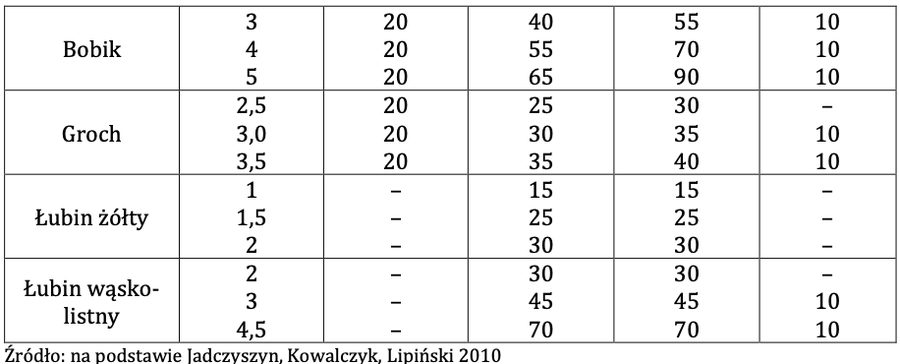 Bobik
3 20 40 55 10
4 20 55 70 10
5 20 65 90 10
Groch
2,5 20 25 30 –
3,0 20 30 35 10
3,5 20 35 40 10
Łubin żółty
1 – 15 15 –
1,5 – 25 25 –
2 – 30 30 –
Łubin wąsko-
listny
2 – 30 30 –
3 – 45 45 10
4,5 – 70 70 10
Źródło: na podstawie Jadczyszyn, Kowalczyk, Lipiński 2010